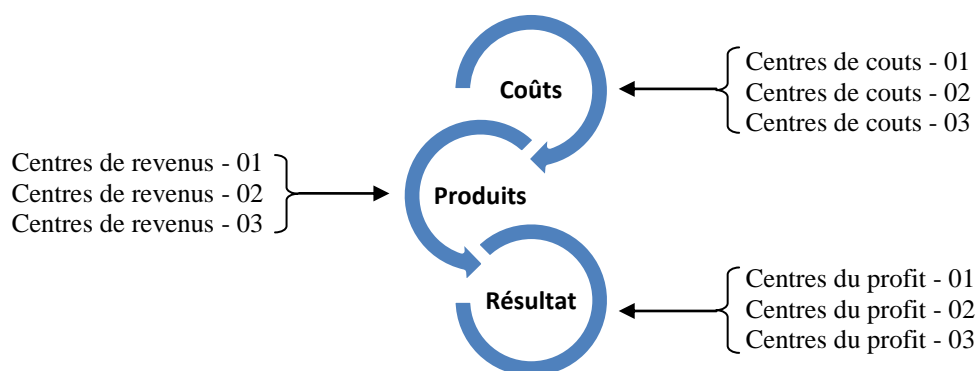 Coûts
Centres de couts - 01
Centres de couts - 02
Centres de couts - 03
Centres de revenus - 01
Centres de revenus - 02
Centres de revenus - 03
Produits
Résultat
Centres du profit - 01
Centres du profit - 02
Centres du profit - 03